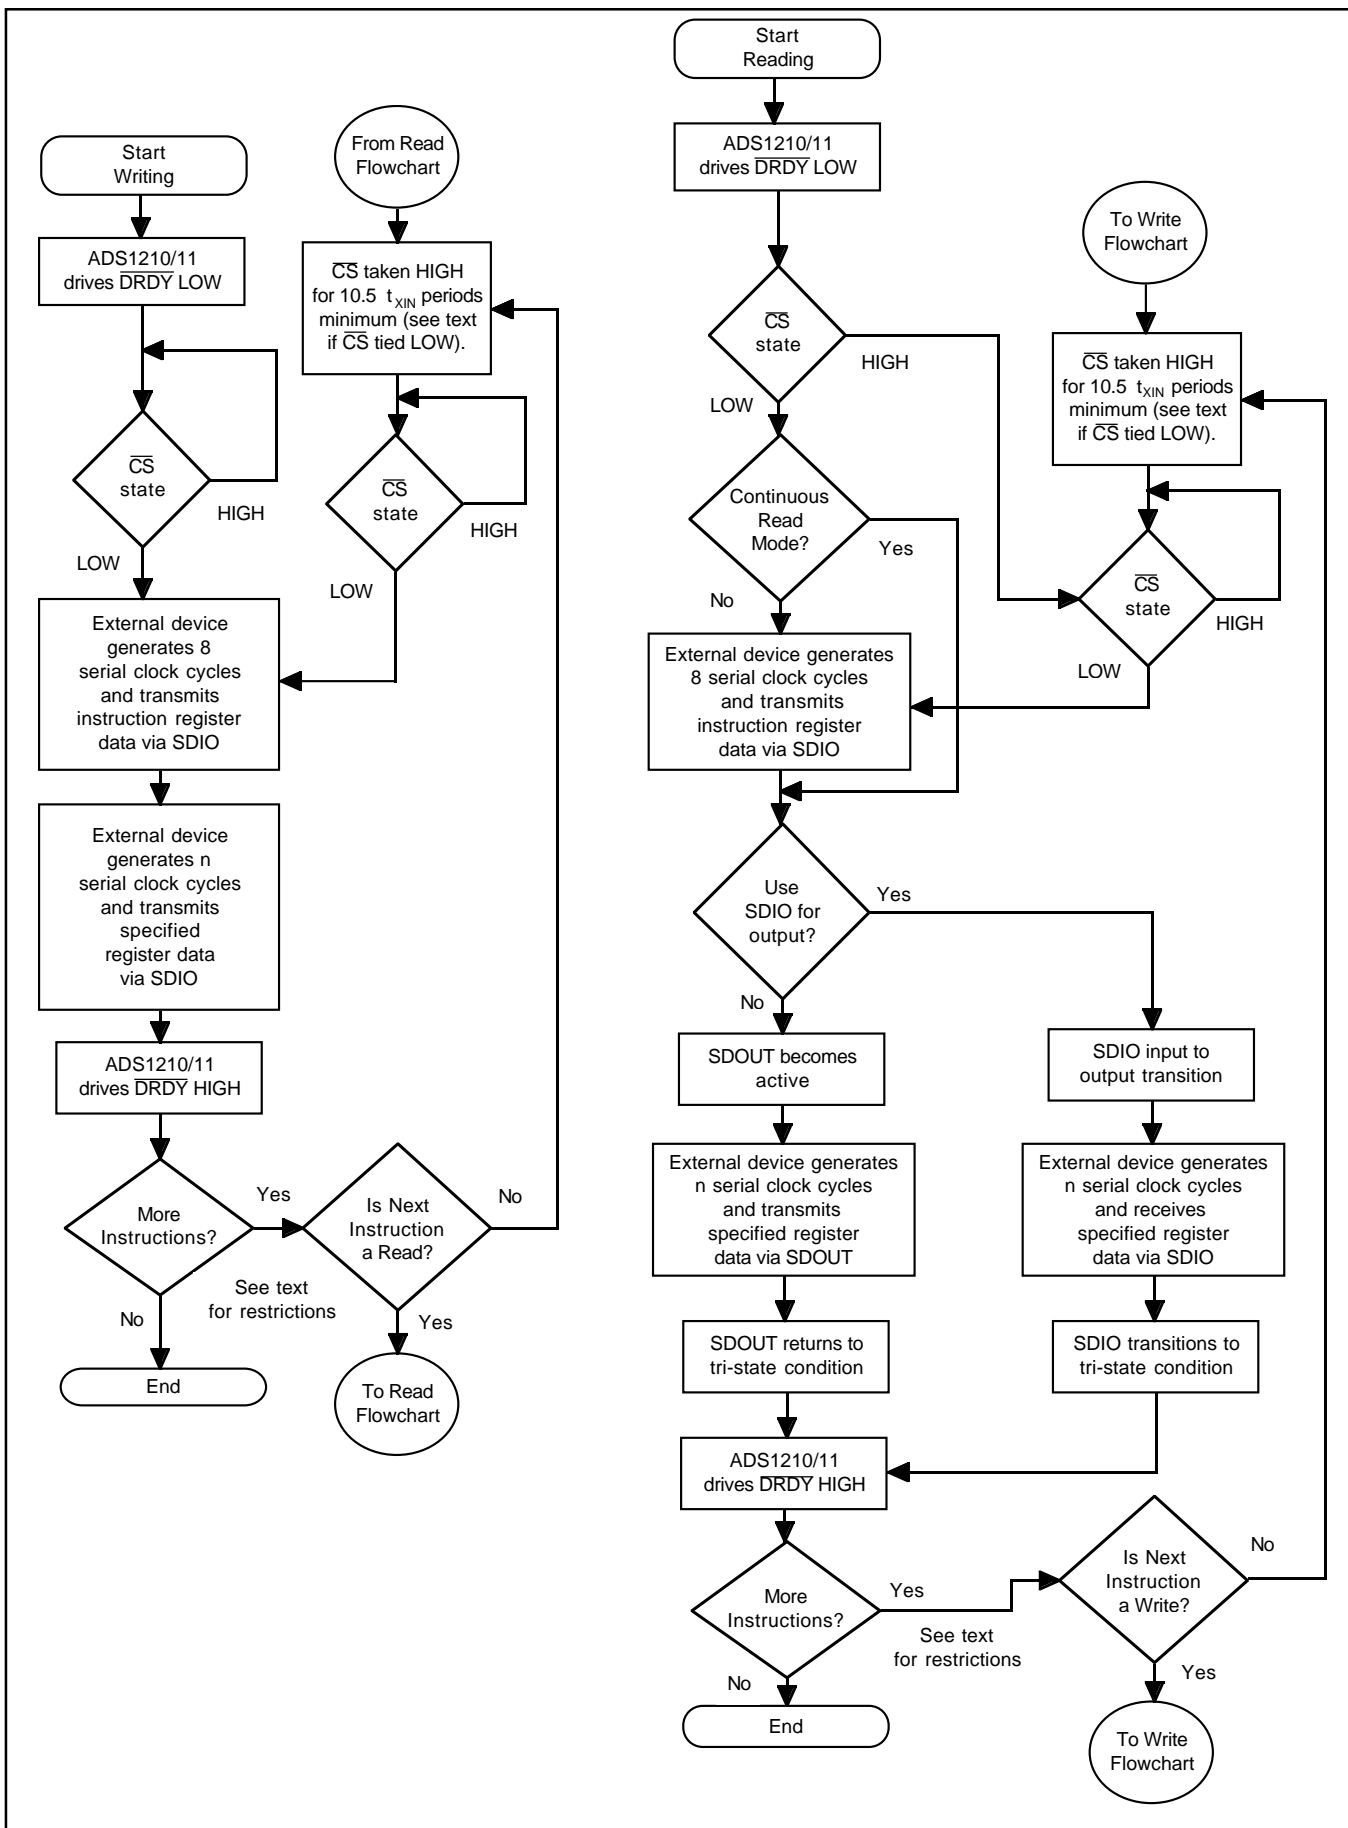 Start
Writing
ADS1210/11
drives DRDY LOW
CS
state
HIGH
LOW
External device
generates 8
serial clock cycles
and transmits
instruction register
data via SDIO
External device
generates n
serial clock cycles
and transmits
specified
register data
via SDIO
ADS1210/11
drives DRDY HIGH
More
Instructions?
Yes
See text
for restrictions
No
End
From Read
Flowchart
CS taken HIGH
for 10.5 tXIN periods
minimum (see text
if CS tied LOW).
CS
state
HIGH
LOW
Is Next
Instruction
a Read?
No
Yes
To Read
Flowchart
Start
Reading
ADS1210/11
drives DRDY LOW
CS
state
HIGH
LOW
Continuous
Read
Mode?
Yes
No
External device generates
8 serial clock cycles
and transmits
instruction register
data via SDIO
Use
SDIO for
output?
Yes
No
SDOUT becomes
active
External device generates
n serial clock cycles
and transmits
specified register
data via SDOUT
SDOUT returns to
tri-state condition
ADS1210/11
drives DRDY HIGH
More
Instructions?
Yes
See text
for restrictions
No
End
To Write
Flowchart
CS taken HIGH
for 10.5 tXIN periods
minimum (see text
if CS tied LOW).
CS
state
HIGH
LOW
SDIO input to
output transition
External device generates
n serial clock cycles
and receives
specified register
data via SDIO
SDIO transitions to
tri-state condition
Is Next
Instruction
a Write?
No
Yes
To Write
Flowchart